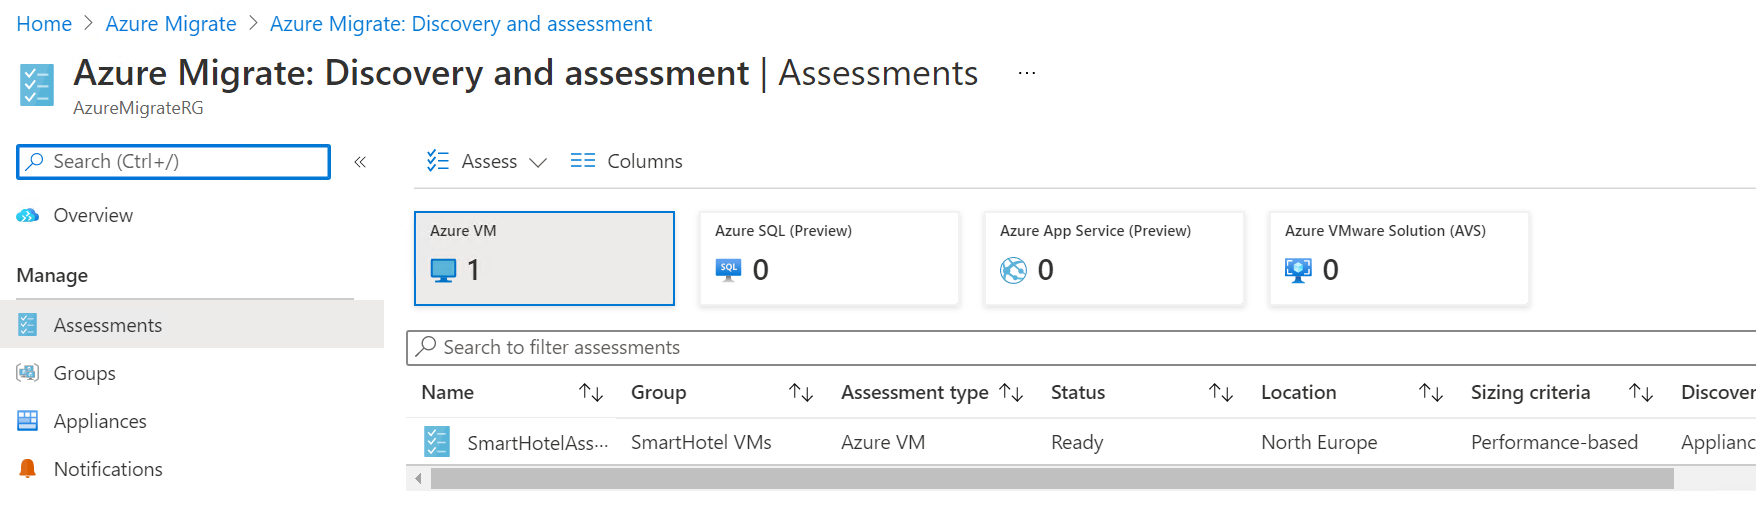 Home > Azure Migrate > Azure Migrate: Discovery and assessment
Azure Migrate: Discovery and assessment | Assessments ...
AzureMigrateRG
Search (Ctrl+/) «
Overview
Manage
Assessments
Groups
Appliances
Notifications
Assess Columns
Azure VM
1
Azure SQL (Preview)
SQL 0
Azure App Service (Preview)
0
Azure VMware Solution (AVS)
0
Search to filter assessments
Name ↑↓ Group ↑↓ Assessment type ↑↓ Status ↑↓ Location ↑↓ Sizing criteria ↑↓ Discover
SmartHotelAss... SmartHotel VMs Azure VM Ready North Europe Performance-based Applianc